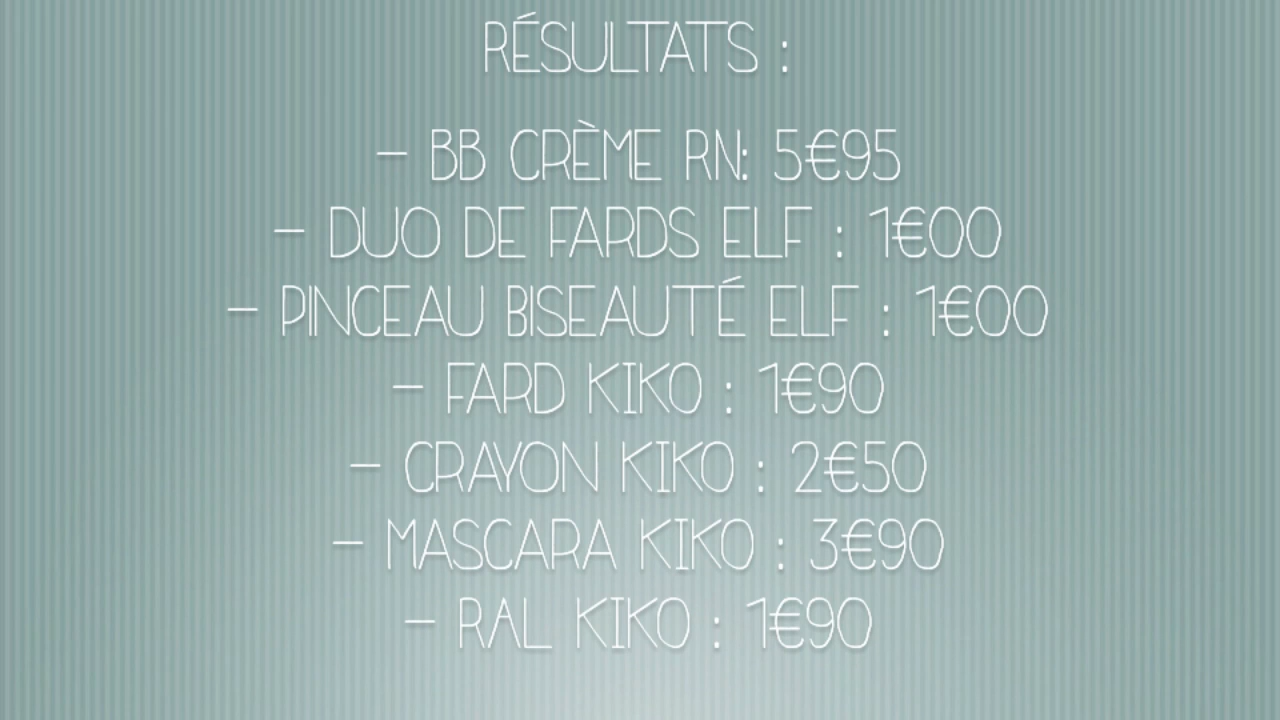 RÉSULTATS :
– BB CRÈME RN: 5€95
– DUO DE FARDS ELF : 1€00
– PINCEAU BISEAUTÉ ELF : 1€00
– FARD KIKO : 1€90
– CRAYON KIKO : 2€50
– MASCARA KIKO : 3€90
– RAL KIKO : 1€90